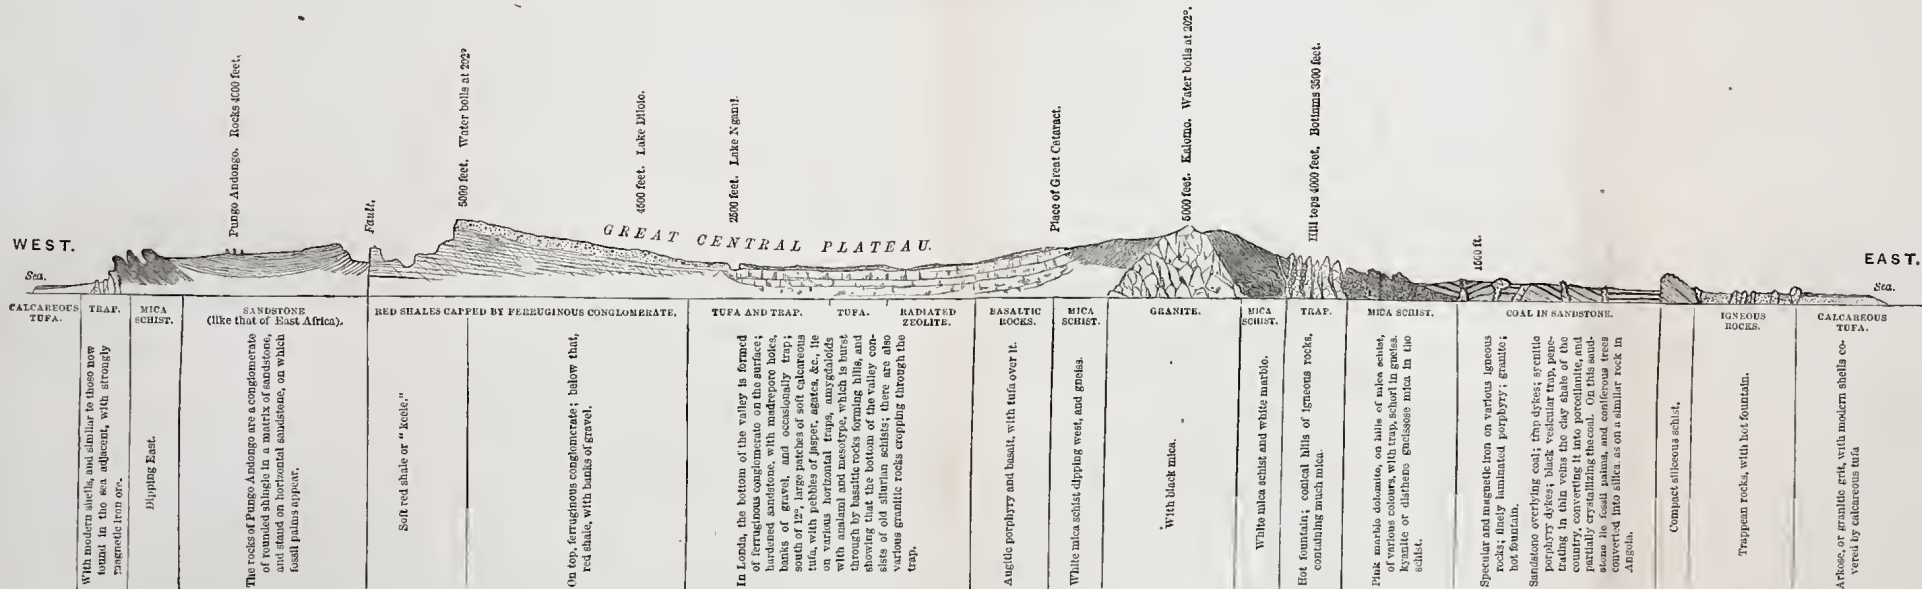 Pungo Andongo. Rocks 4000 feet.
Fault.
5000 feet. Water boils at 202°
4500 feet. Lake Dilolo.
2500 feet. Lake Ngami.
Place of Great Cataract.
5000 feet. Kalomo. Water boils at 202°.
Hill tops 4000 feet. Bottoms 3500 feet.
1500 ft.
WEST.
GREAT CENTRAL PLATEAU.
EAST.
Sea.
Sea.
CALCAREOUS
TUFA.
TRAP.
MICA
SCHIST.
SANDSTONE
(like that of East Africa).
RED SHALES CAPPED BY FERRUGINOUS CONGLOMERATE.
TUFA AND TRAP.
TUFA.
RADIATED
ZEOLITE.
BASALTIC
ROCKS.
MICA
SCHIST.
GRANITE.
MICA
SCHIST.
TRAP.
MICA SCHIST.
COAL IN SANDSTONE.
IGNEOUS
ROCKS.
CALCAREOUS
TUFA.
With modern shells, and similar to those now
found in the sea adjacent, with strongly
magnetic iron ore.
Dipping East.
The rocks of Pungo Andongo are a conglomerate
of rounded shingle in a matrix of sandstone,
and stand on horizontal sandstone, on which
fossil palms appear.
Soft red shale or "keele."
On top, ferruginous conglomerate; below that,
red shale, with banks of gravel.
In Londa, the bottom of the valley is formed
of ferruginous conglomerate on the surface;
hardened sandstone, with madrepore holes,
banks of gravel, and occasionally trap;
south of 12°, large patches of soft calcareous
tufa, with pebbles of jasper, agates, &c., lie
on various horizontal traps, amygdaloids
with analami and mesotype, which is burst
through by basaltic rocks forming hills, and
showing that the bottom of the valley con-
sists of old silurian schists; there are also
various granitic rocks cropping through the
trap.
Augitic porphyry and basalt, with tufa over it.
White mica schist dipping west, and gneiss.
With black mica.
White mica schist and white marble.
Hot fountain; conical hills of igneous rocks,
containing much mica.
Pink marble dolomite, on hills of mica schist,
of various colours, with trap, schorl in gneiss.
kyanite or disthene gneissose mica in the
schist.
Specular and magnetic iron on various igneous
rocks; finely laminated porphyry; granite;
hot fountain.
Sandstone overlying coal; trap dykes; syenitic
porphyry dykes; black vesicular trap, pene-
trating in thin veins the clay shale of the
country, converting it into porcellanite, and
partially crystallizing the coal. On this sand-
stone lie fossil palms, and coniferous trees
converted into silica. as on a similar rock in
Angola.
Compact siliceous schist.
Trappean rocks, with hot fountain.
Arkose, or granitic grit, with modern shells co-
vered by calcareous tufa